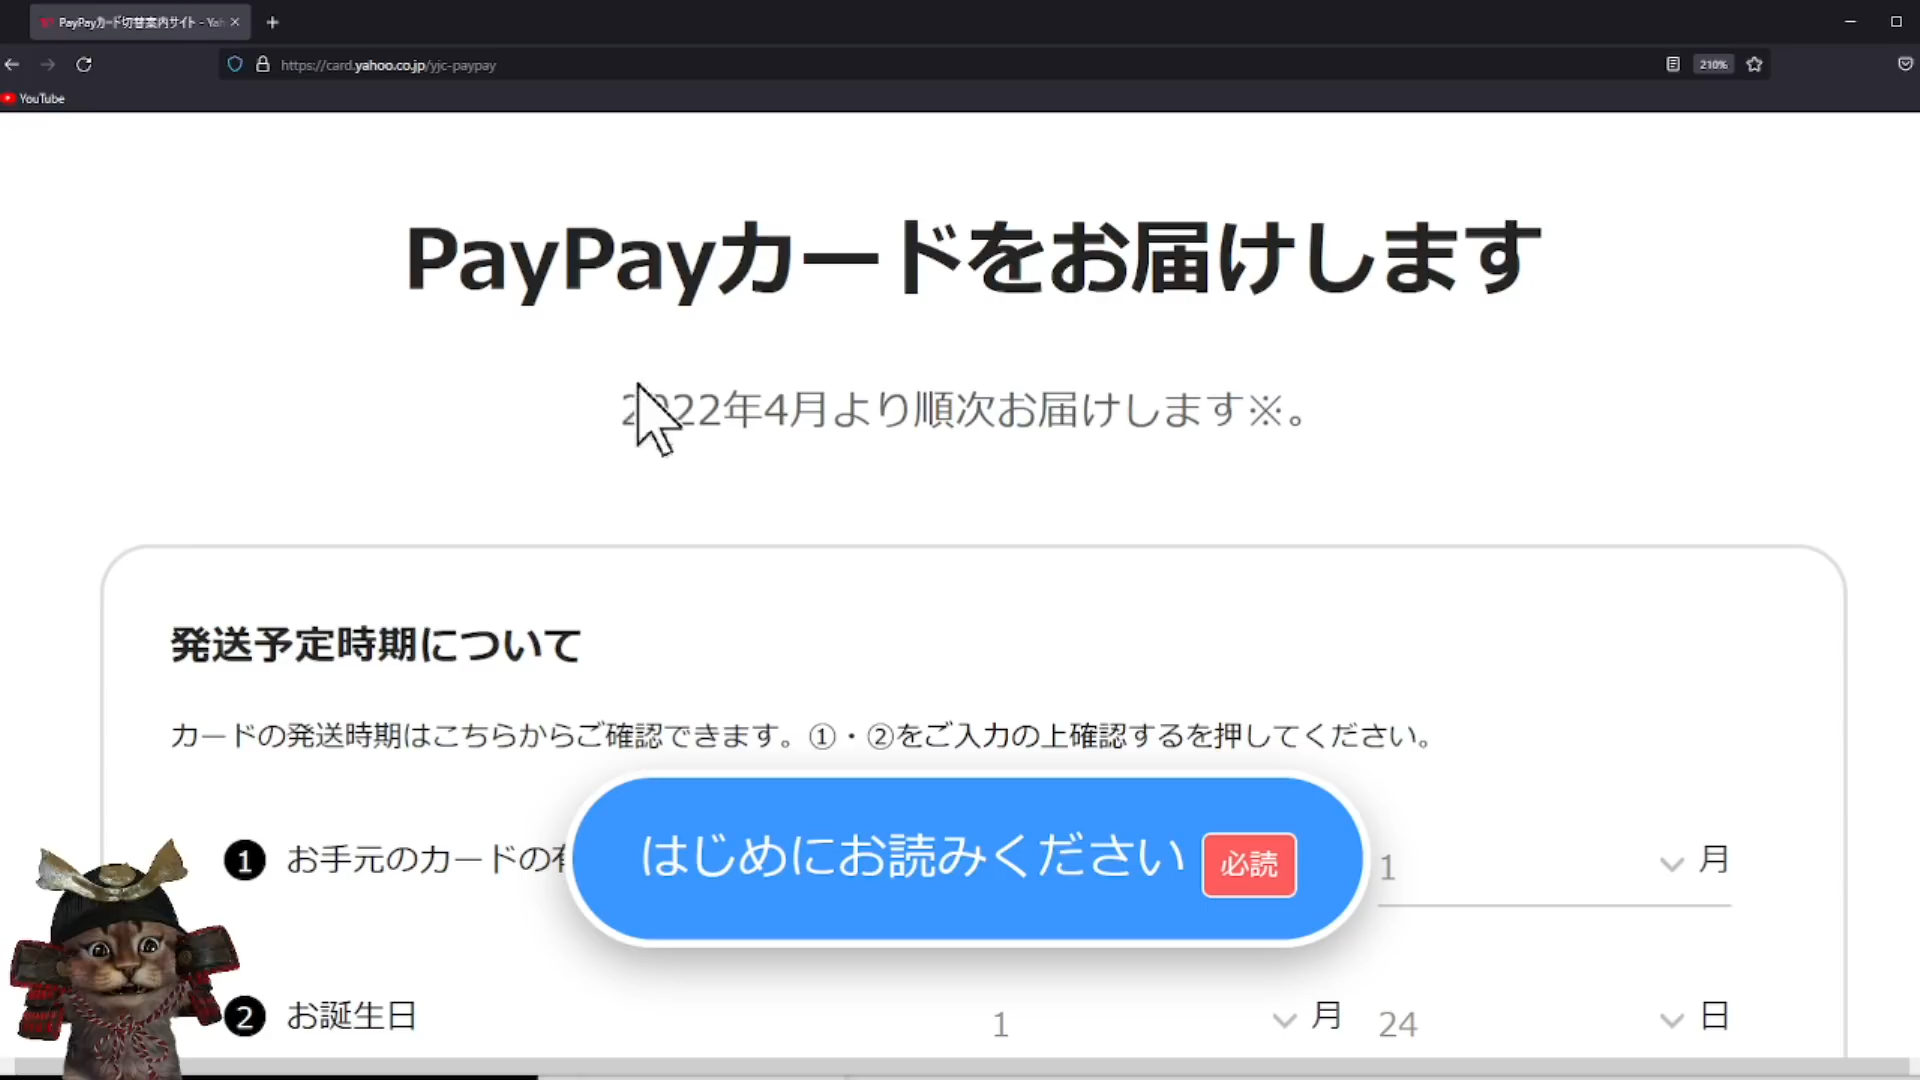 PayPayカード切替案内サイト - Yah
https://card.yahoo.co.jp/yjc-paypay
210%
YouTube
PayPayカードをお届けします
2022年4月より順次お届けします※。
発送予定時期について
カードの発送時期はこちらからご確認できます。①・②をご入力の上確認するを押してください。
1 お手元のカードの有
はじめにお読みください 必読
1 月
2 お誕生日 1 月 24 日